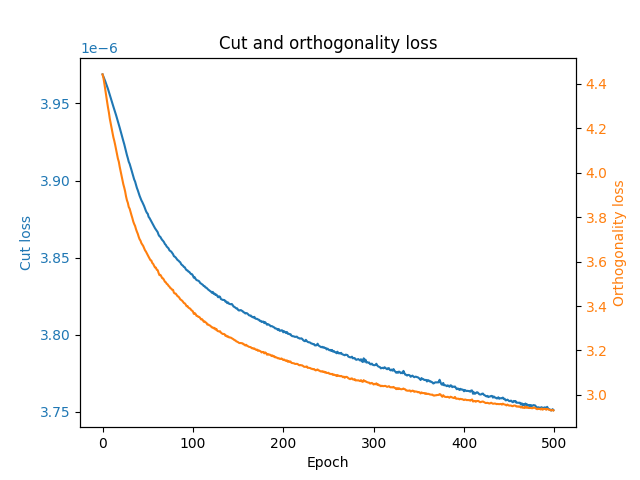 Cut and orthogonality loss
1e−6
3.95
3.90
3.85
3.80
3.75
Cut loss
4.4
4.2
4.0
3.8
3.6
3.4
3.2
3.0
Orthogonality loss
0 100 200 300 400 500
Epoch